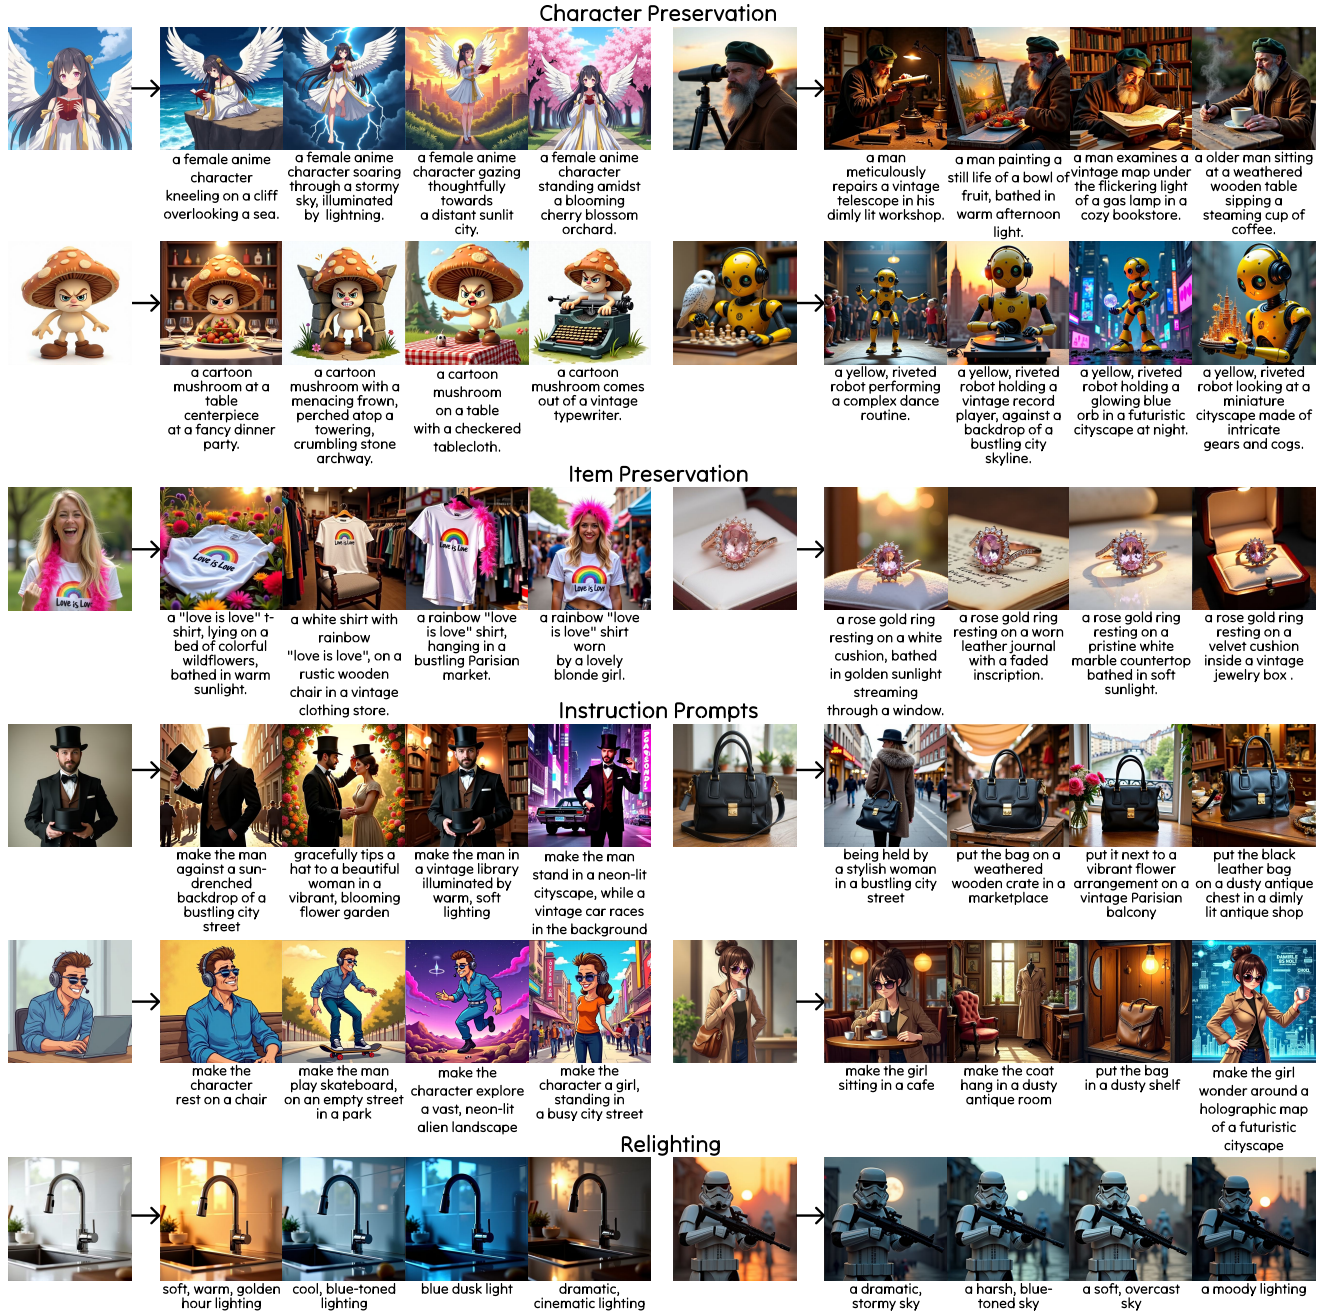 Character Preservation
a female anime
character
kneeling on a cliff
overlooking a sea.
a female anime
character soaring
through a stormy
sky, illuminated
by lightning.
a female anime
character gazing
thoughtfully
towards
a distant sunlit
city.
a female anime
character
standing amidst
a blooming
cherry blossom
orchard.
a man
meticulously
repairs a vintage
telescope in his
dimly lit workshop.
a man painting a
still life of a bowl of
fruit, bathed in
warm afternoon
light.
a man examines a
vintage map under
the flickering light
of a gas lamp in a
cozy bookstore.
a older man sitting
at a weathered
wooden table
sipping a
steaming cup of
coffee.
a cartoon
mushroom at a
table
centerpiece
at a fancy dinner
party.
a cartoon
mushroom with a
menacing frown,
perched atop a
towering,
crumbling stone
archway.
a cartoon
mushroom
on a table
with a checkered
tablecloth.
a cartoon
mushroom comes
out of a vintage
typewriter.
a yellow, riveted
robot performing
a complex dance
routine.
a yellow, riveted
robot holding a
vintage record
player, against a
backdrop of a
bustling city
skyline.
a yellow, riveted
robot holding a
glowing blue
orb in a futuristic
cityscape at night.
a yellow, riveted
robot looking at a
miniature
cityscape made of
intricate
gears and cogs.
Item Preservation
Love is Love
Love is Love
Love is Love
Love is Love
Love is Love
a "love is love" t-
shirt, lying on a
bed of colorful
wildflowers,
bathed in warm
sunlight.
a white shirt with
rainbow
"love is love", on a
rustic wooden
chair in a vintage
clothing store.
a rainbow "love
is love" shirt,
hanging in a
bustling Parisian
market.
a rainbow "love
is love" shirt
worn
by a lovely
blonde girl.
a rose gold ring
resting on a white
cushion, bathed
in golden sunlight
streaming
through a window.
a rose gold ring
resting on a worn
leather journal
with a faded
inscription.
a rose gold ring
resting on a
pristine white
marble countertop
bathed in soft
sunlight.
a rose gold ring
resting on a
velvet cushion
inside a vintage
jewelry box .
Instruction Prompts
make the man
against a sun-
drenched
backdrop of a
bustling city
street
gracefully tips a
hat to a beautiful
woman in a
vibrant, blooming
flower garden
make the man in
a vintage library
illuminated by
warm, soft
lighting
make the man
stand in a neon-lit
cityscape, while a
vintage car races
in the background
being held by
a stylish woman
in a bustling city
street
put the bag on a
weathered
wooden crate in a
marketplace
put it next to a
vibrant flower
arrangement on a
vintage Parisian
balcony
put the black
leather bag
on a dusty antique
chest in a dimly
lit antique shop
make the
character
rest on a chair
make the man
play skateboard,
on an empty street
in a park
make the
character explore
a vast, neon-lit
alien landscape
make the
character a girl,
standing in
a busy city street
make the girl
sitting in a cafe
make the coat
hang in a dusty
antique room
put the bag
in a dusty shelf
make the girl
wonder around a
holographic map
of a futuristic
cityscape
Relighting
soft, warm, golden
hour lighting
cool, blue-toned
lighting
blue dusk light
dramatic,
cinematic lighting
a dramatic,
stormy sky
a harsh, blue-
toned sky
a soft, overcast
sky
a moody lighting